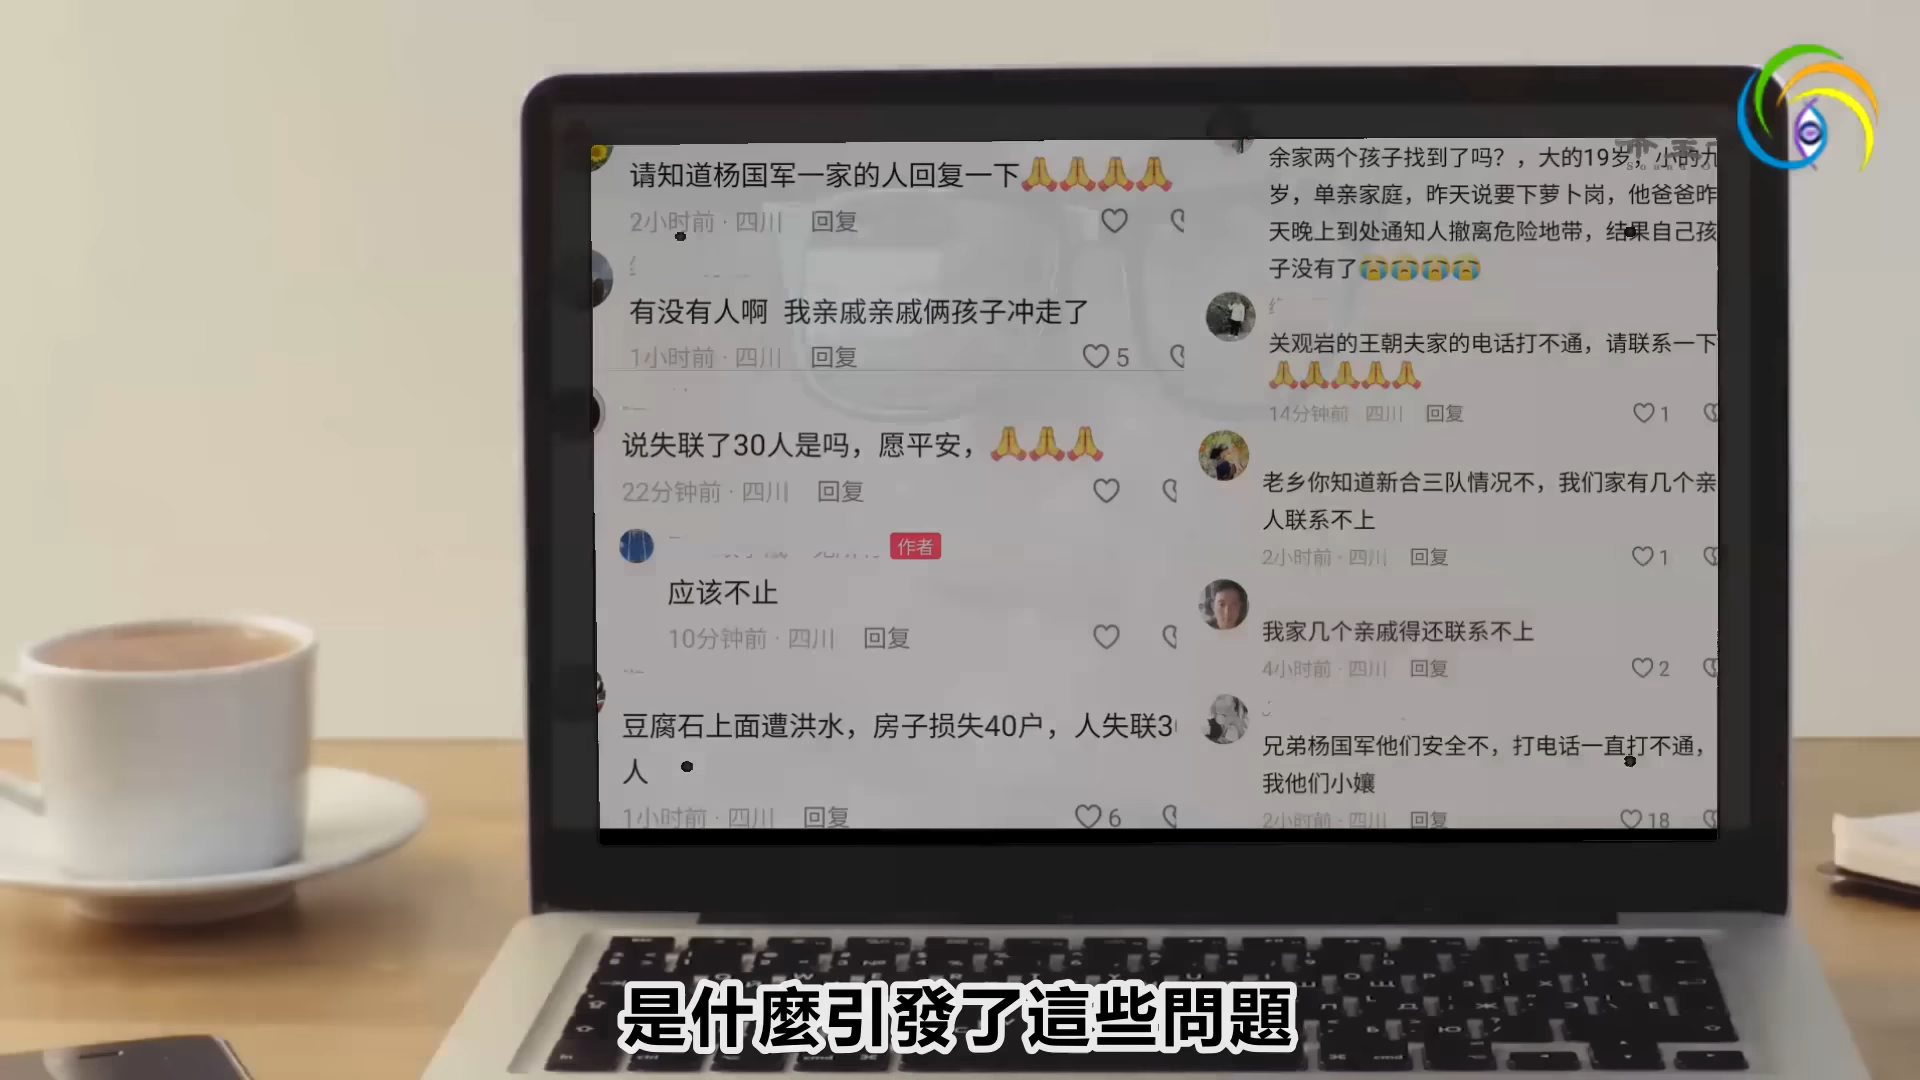 请知道杨国军一家的人回复一下🙏🙏🙏🙏
2小时前 · 四川 回复
有没有人啊 我亲戚亲戚俩孩子冲走了
1小时前 · 四川 回复
5
说失联了30人是吗，愿平安，🙏🙏🙏
22分钟前 · 四川 回复
作者
应该不止
10分钟前 · 四川 回复
豆腐石上面遭洪水，房子损失40户，人失联3
人
1小时前 · 四川 回复
6
余家两个孩子找到了吗？，大的19岁，小的九
岁，单亲家庭，昨天说要下萝卜岗，他爸爸昨
天晚上到处通知人撤离危险地带，结果自己孩
子没有了😭😭😭😭
关观岩的王朝夫家的电话打不通，请联系一下
🙏🙏🙏🙏🙏
14分钟前 四川 回复
1
老乡你知道新合三队情况不，我们家有几个亲
人联系不上
2小时前 · 四川 回复
1
我家几个亲戚得还联系不上
4小时前 · 四川 回复
2
兄弟杨国军他们安全不，打电话一直打不通，
我他们小孃
2小时前 · 四川 回复
18
是什麼引發了這些問題